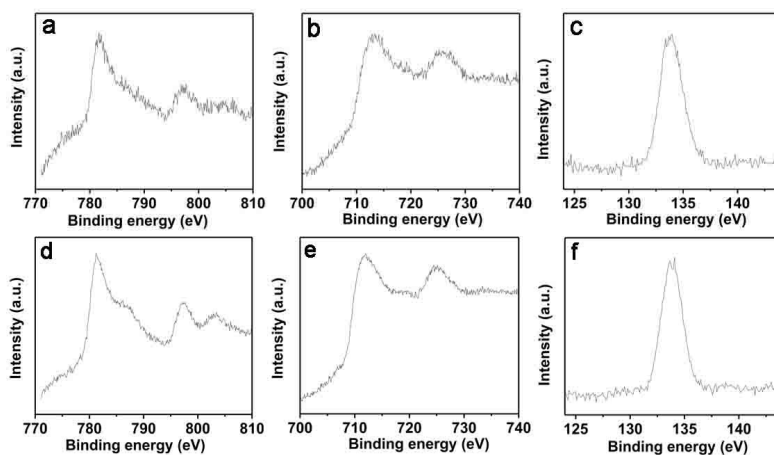 a
Intensity (a.u.)
770 780 790 800 810
Binding energy (eV)
b
Intensity (a.u.)
700 710 720 730 740
Binding energy (eV)
c
Intensity (a.u.)
125 130 135 140
Binding energy (eV)
d
Intensity (a.u.)
770 780 790 800 810
Binding energy (eV)
e
Intensity (a.u.)
700 710 720 730 740
Binding energy (eV)
f
Intensity (a.u.)
125 130 135 140
Binding energy (eV)